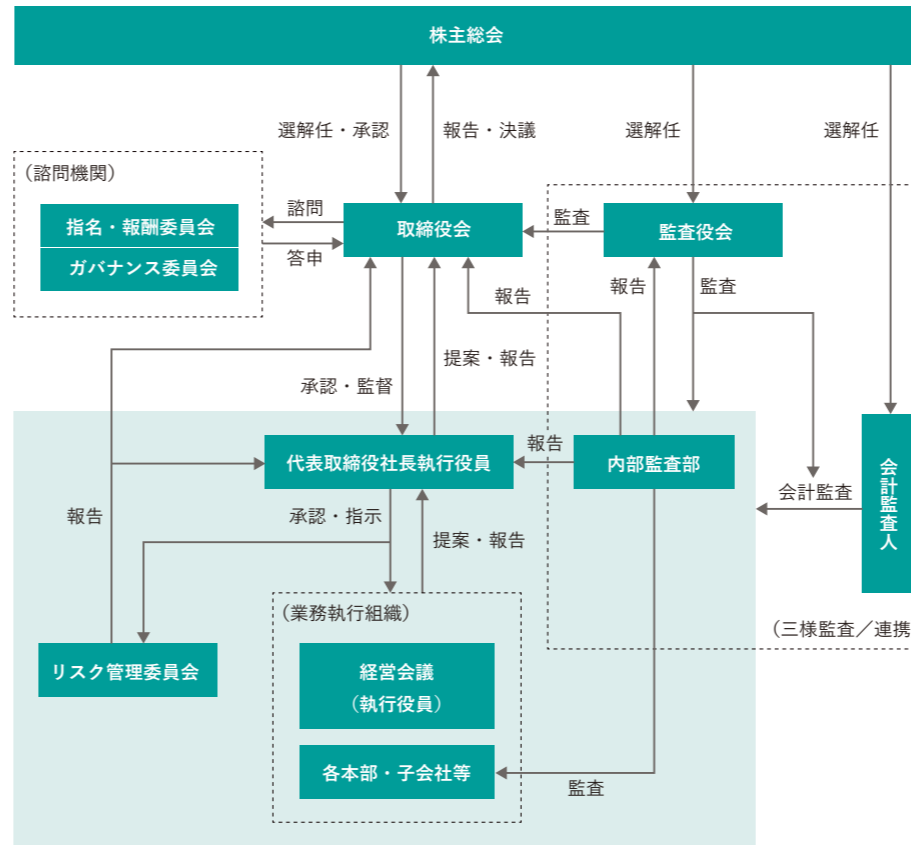 株主総会
選解任・承認
報告・決議
選解任
選解任
（諮問機関）
指名・報酬委員会
ガバナンス委員会
諮問
答申
取締役会
監査
監査役会
報告
報告
監査
承認・監督
提案・報告
代表取締役社長執行役員
報告
内部監査部
会計監査
会計監査人
報告
承認・指示
提案・報告
（業務執行組織）
（三様監査／連携
リスク管理委員会
経営会議
（執行役員）
各本部・子会社等
監査